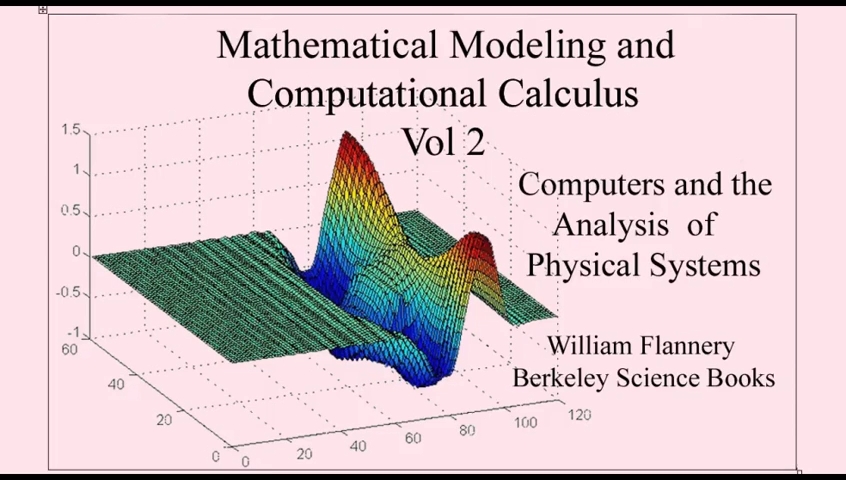 Mathematical Modeling and
Computational Calculus
Vol 2
Computers and the
Analysis of
Physical Systems
William Flannery
Berkeley Science Books
1.5
1
0.5
0
-0.5
-1
60
40
20
0
0
20
40
60
80
100
120